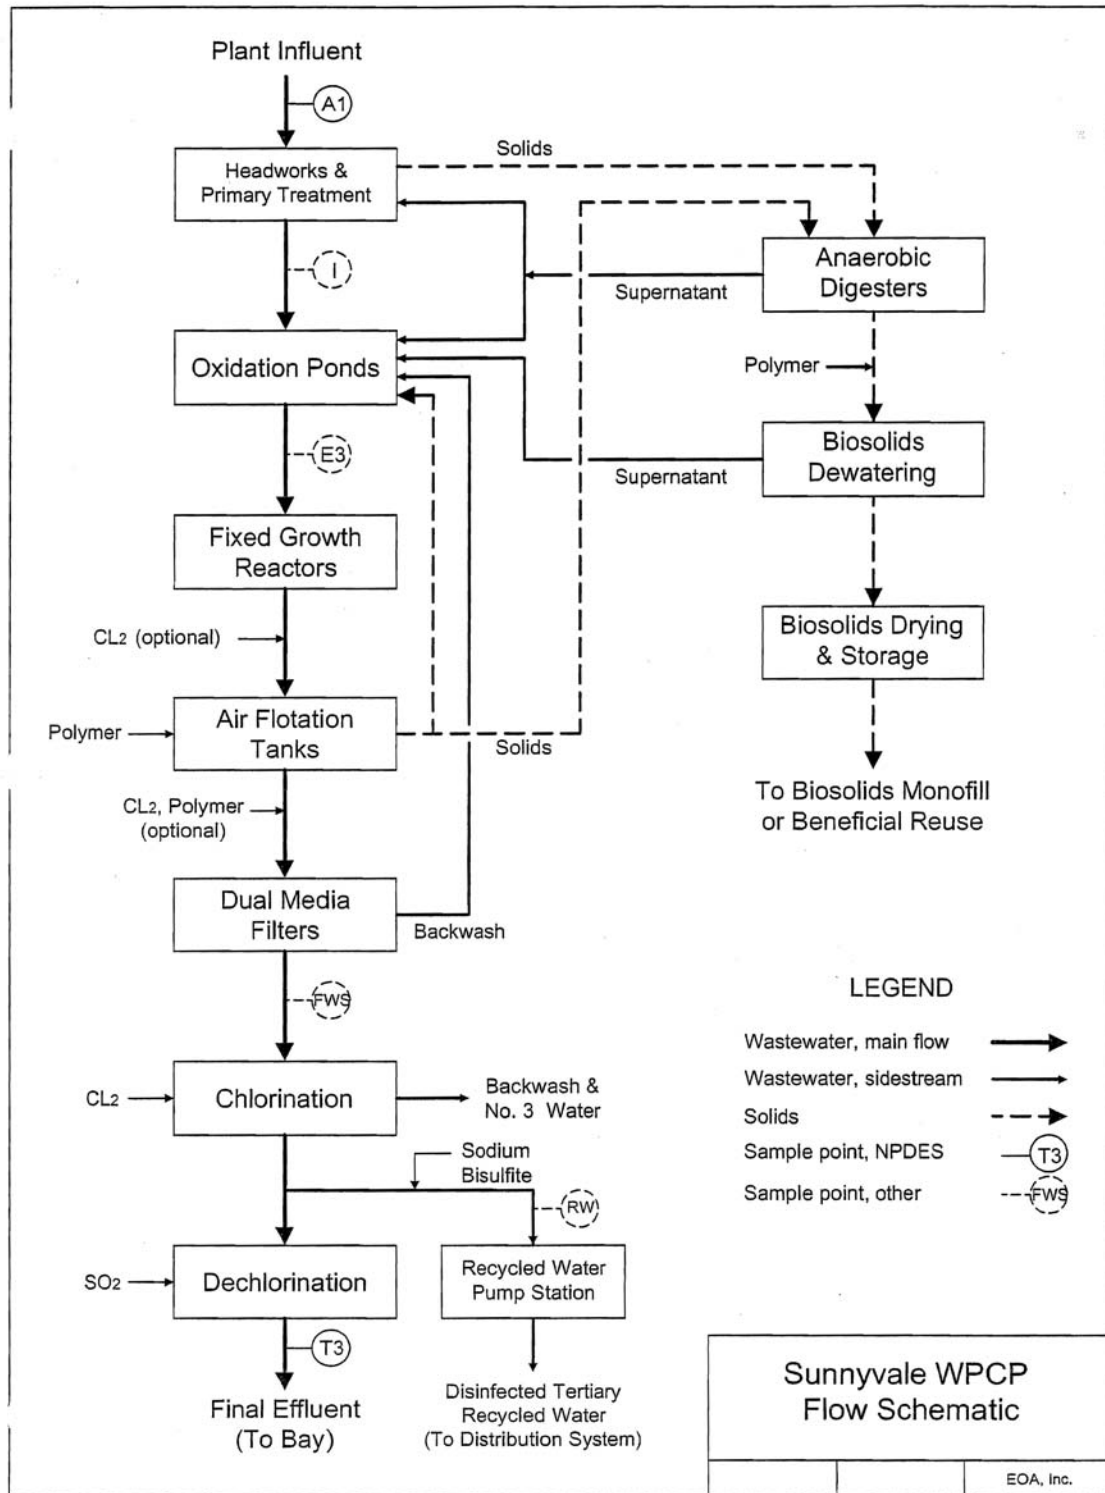 Plant Influent
A1
Solids
Headworks &
Primary Treatment
I
Anaerobic
Digesters
Supernatant
Oxidation Ponds
Polymer
E3
Biosolids
Dewatering
Supernatant
Fixed Growth
Reactors
CL2 (optional)
Biosolids Drying
& Storage
Air Flotation
Tanks
Polymer
Solids
CL2, Polymer
(optional)
To Biosolids Monofill
or Beneficial Reuse
Dual Media
Filters
Backwash
FWS
LEGEND
Wastewater, main flow
Wastewater, sidestream
Solids
Sample point, NPDES
T3
Sample point, other
FWS
CL2
Chlorination
Backwash &
No. 3 Water
Sodium
Bisulfite
RW
SO2
Dechlorination
Recycled Water
Pump Station
T3
Final Effluent
(To Bay)
Disinfected Tertiary
Recycled Water
(To Distribution System)
Sunnyvale WPCP
Flow Schematic
EOA, Inc.